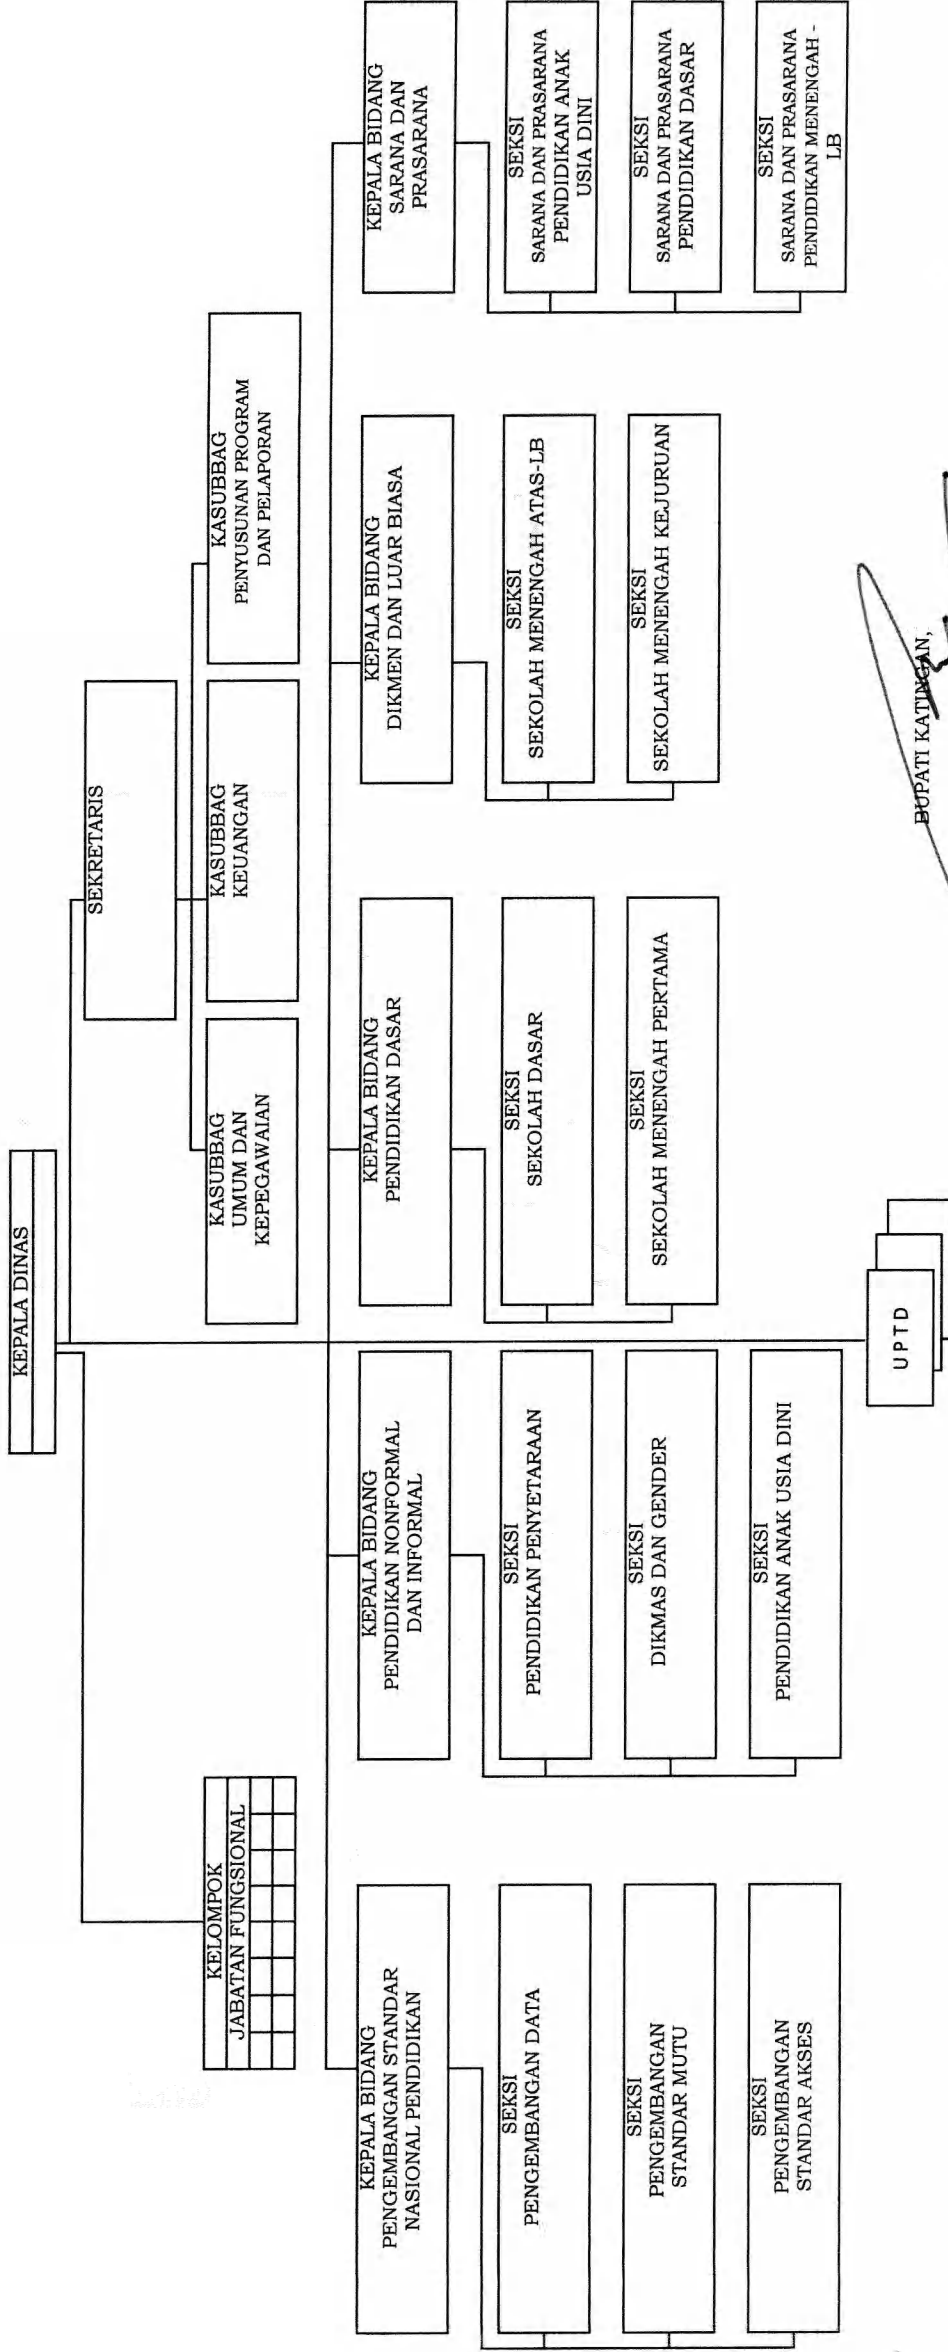 KEPALA DINAS
SEKRETARIS
KELOMPOK
JABATAN FUNGSIONAL
KASUBBAG
UMUM DAN
KEPEGAWAIAN
KASUBBAG
KEUANGAN
KASUBBAG
PENYUSUNAN PROGRAM
DAN PELAPORAN
KEPALA BIDANG
PENGEMBANGAN STANDAR
NASIONAL PENDIDIKAN
SEKSI
PENGEMBANGAN DATA
SEKSI
PENGEMBANGAN
STANDAR MUTU
SEKSI
PENGEMBANGAN
STANDAR AKSES
KEPALA BIDANG
PENDIDIKAN NONFORMAL
DAN INFORMAL
SEKSI
PENDIDIKAN PENYETARAAN
SEKSI
DIKMAS DAN GENDER
SEKSI
PENDIDIKAN ANAK USIA DINI
KEPALA BIDANG
PENDIDIKAN DASAR
SEKSI
SEKOLAH DASAR
SEKSI
SEKOLAH MENENGAH PERTAMA
KEPALA BIDANG
DIKMEN DAN LUAR BIASA
SEKSI
SEKOLAH MENENGAH ATAS-LB
SEKSI
SEKOLAH MENENGAH KEJURUAN
KEPALA BIDANG
SARANA DAN
PRASARANA
SEKSI
SARANA DAN PRASARANA
PENDIDIKAN ANAK
USIA DINI
SEKSI
SARANA DAN PRASARANA
PENDIDIKAN DASAR
SEKSI
SARANA DAN PRASARANA
PENDIDIKAN MENENGAH -
LB
UPTD
BUPATI KATINGAN,